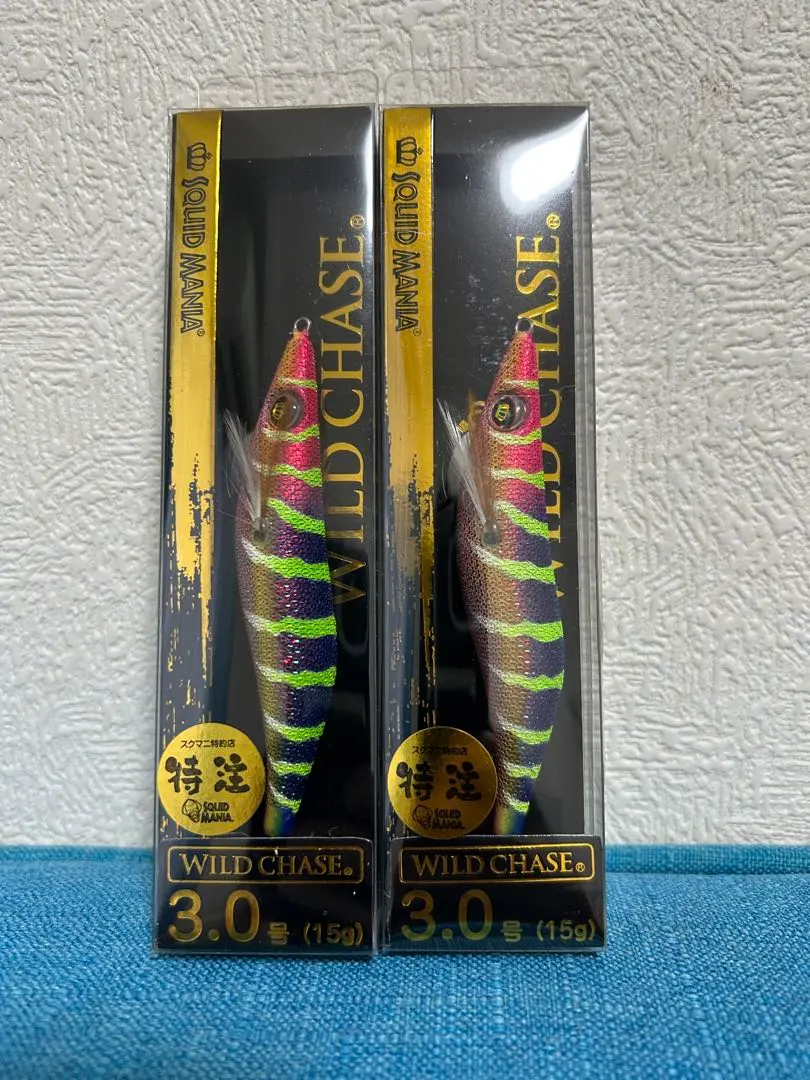 SQUID MANIA®
WILD CHASE®
スクマニ特約店
特注
SQUID
MANIA.
WILD CHASE®
3.0号 (15g)
SQUID MANIA®
WILD CHASE®
スクマニ特約店
特注
SQUID
MANIA.
WILD CHASE®
3.0号 (15g)